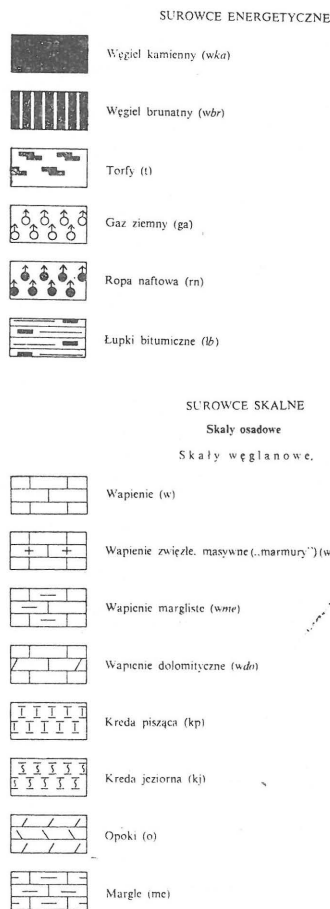 SUROWCE ENERGETYCZNE
Węgiel kamienny (wka)
Węgiel brunatny (wbr)
Torfy (t)
Gaz ziemny (ga)
Ropa naftowa (rn)
Łupki bitumiczne (lb)
SUROWCE SKALNE
Skały osadowe
Skały węglanowe.
Wapienie (w)
Wapienie zwięzłe, masywne („marmury”) (w
Wapienie margliste (wme)
Wapienie dolomityczne (wdo)
Kreda pisząca (kp)
Kreda jeziorna (kj)
Opoki (o)
Margle (me)